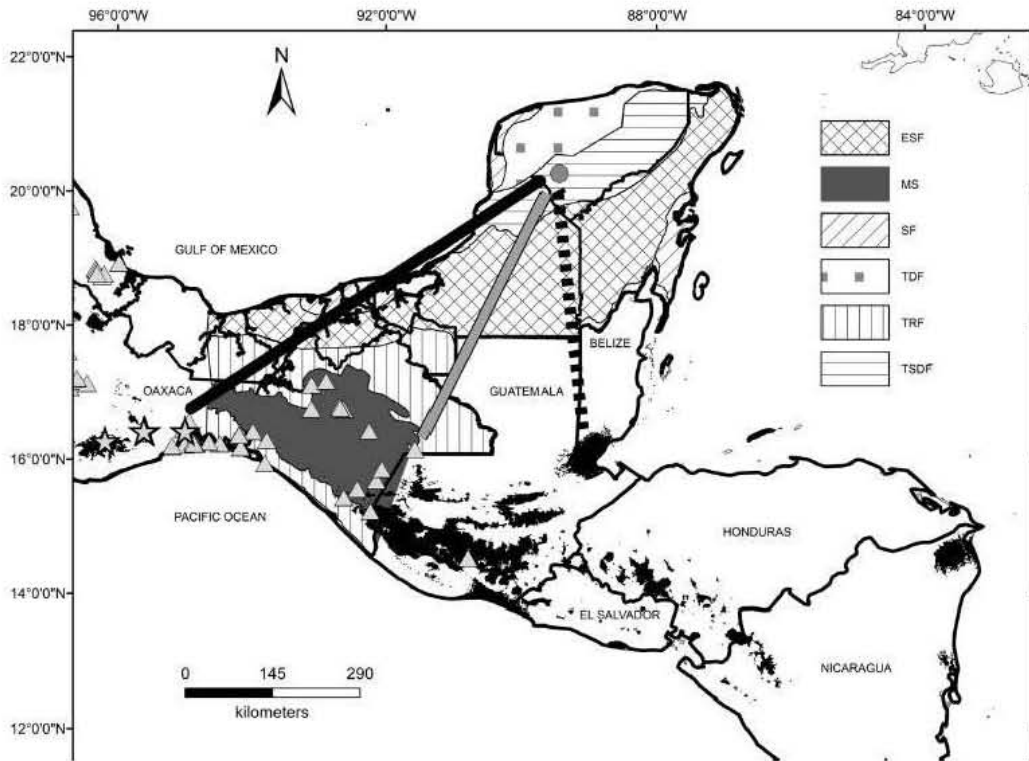 96°0'0"W 92°0'0"W 88°0'0"W 84°0'0"W
22°0'0"N
20°0'0"N
18°0'0"N
16°0'0"N
14°0'0"N
12°0'0"N
N
ESF
MS
SF
TDF
TRF
TSDF
GULF OF MEXICO
BELIZE
OAXACA
GUATEMALA
PACIFIC OCEAN
HONDURAS
EL SALVADOR
NICARAGUA
0 145 290
kilometers